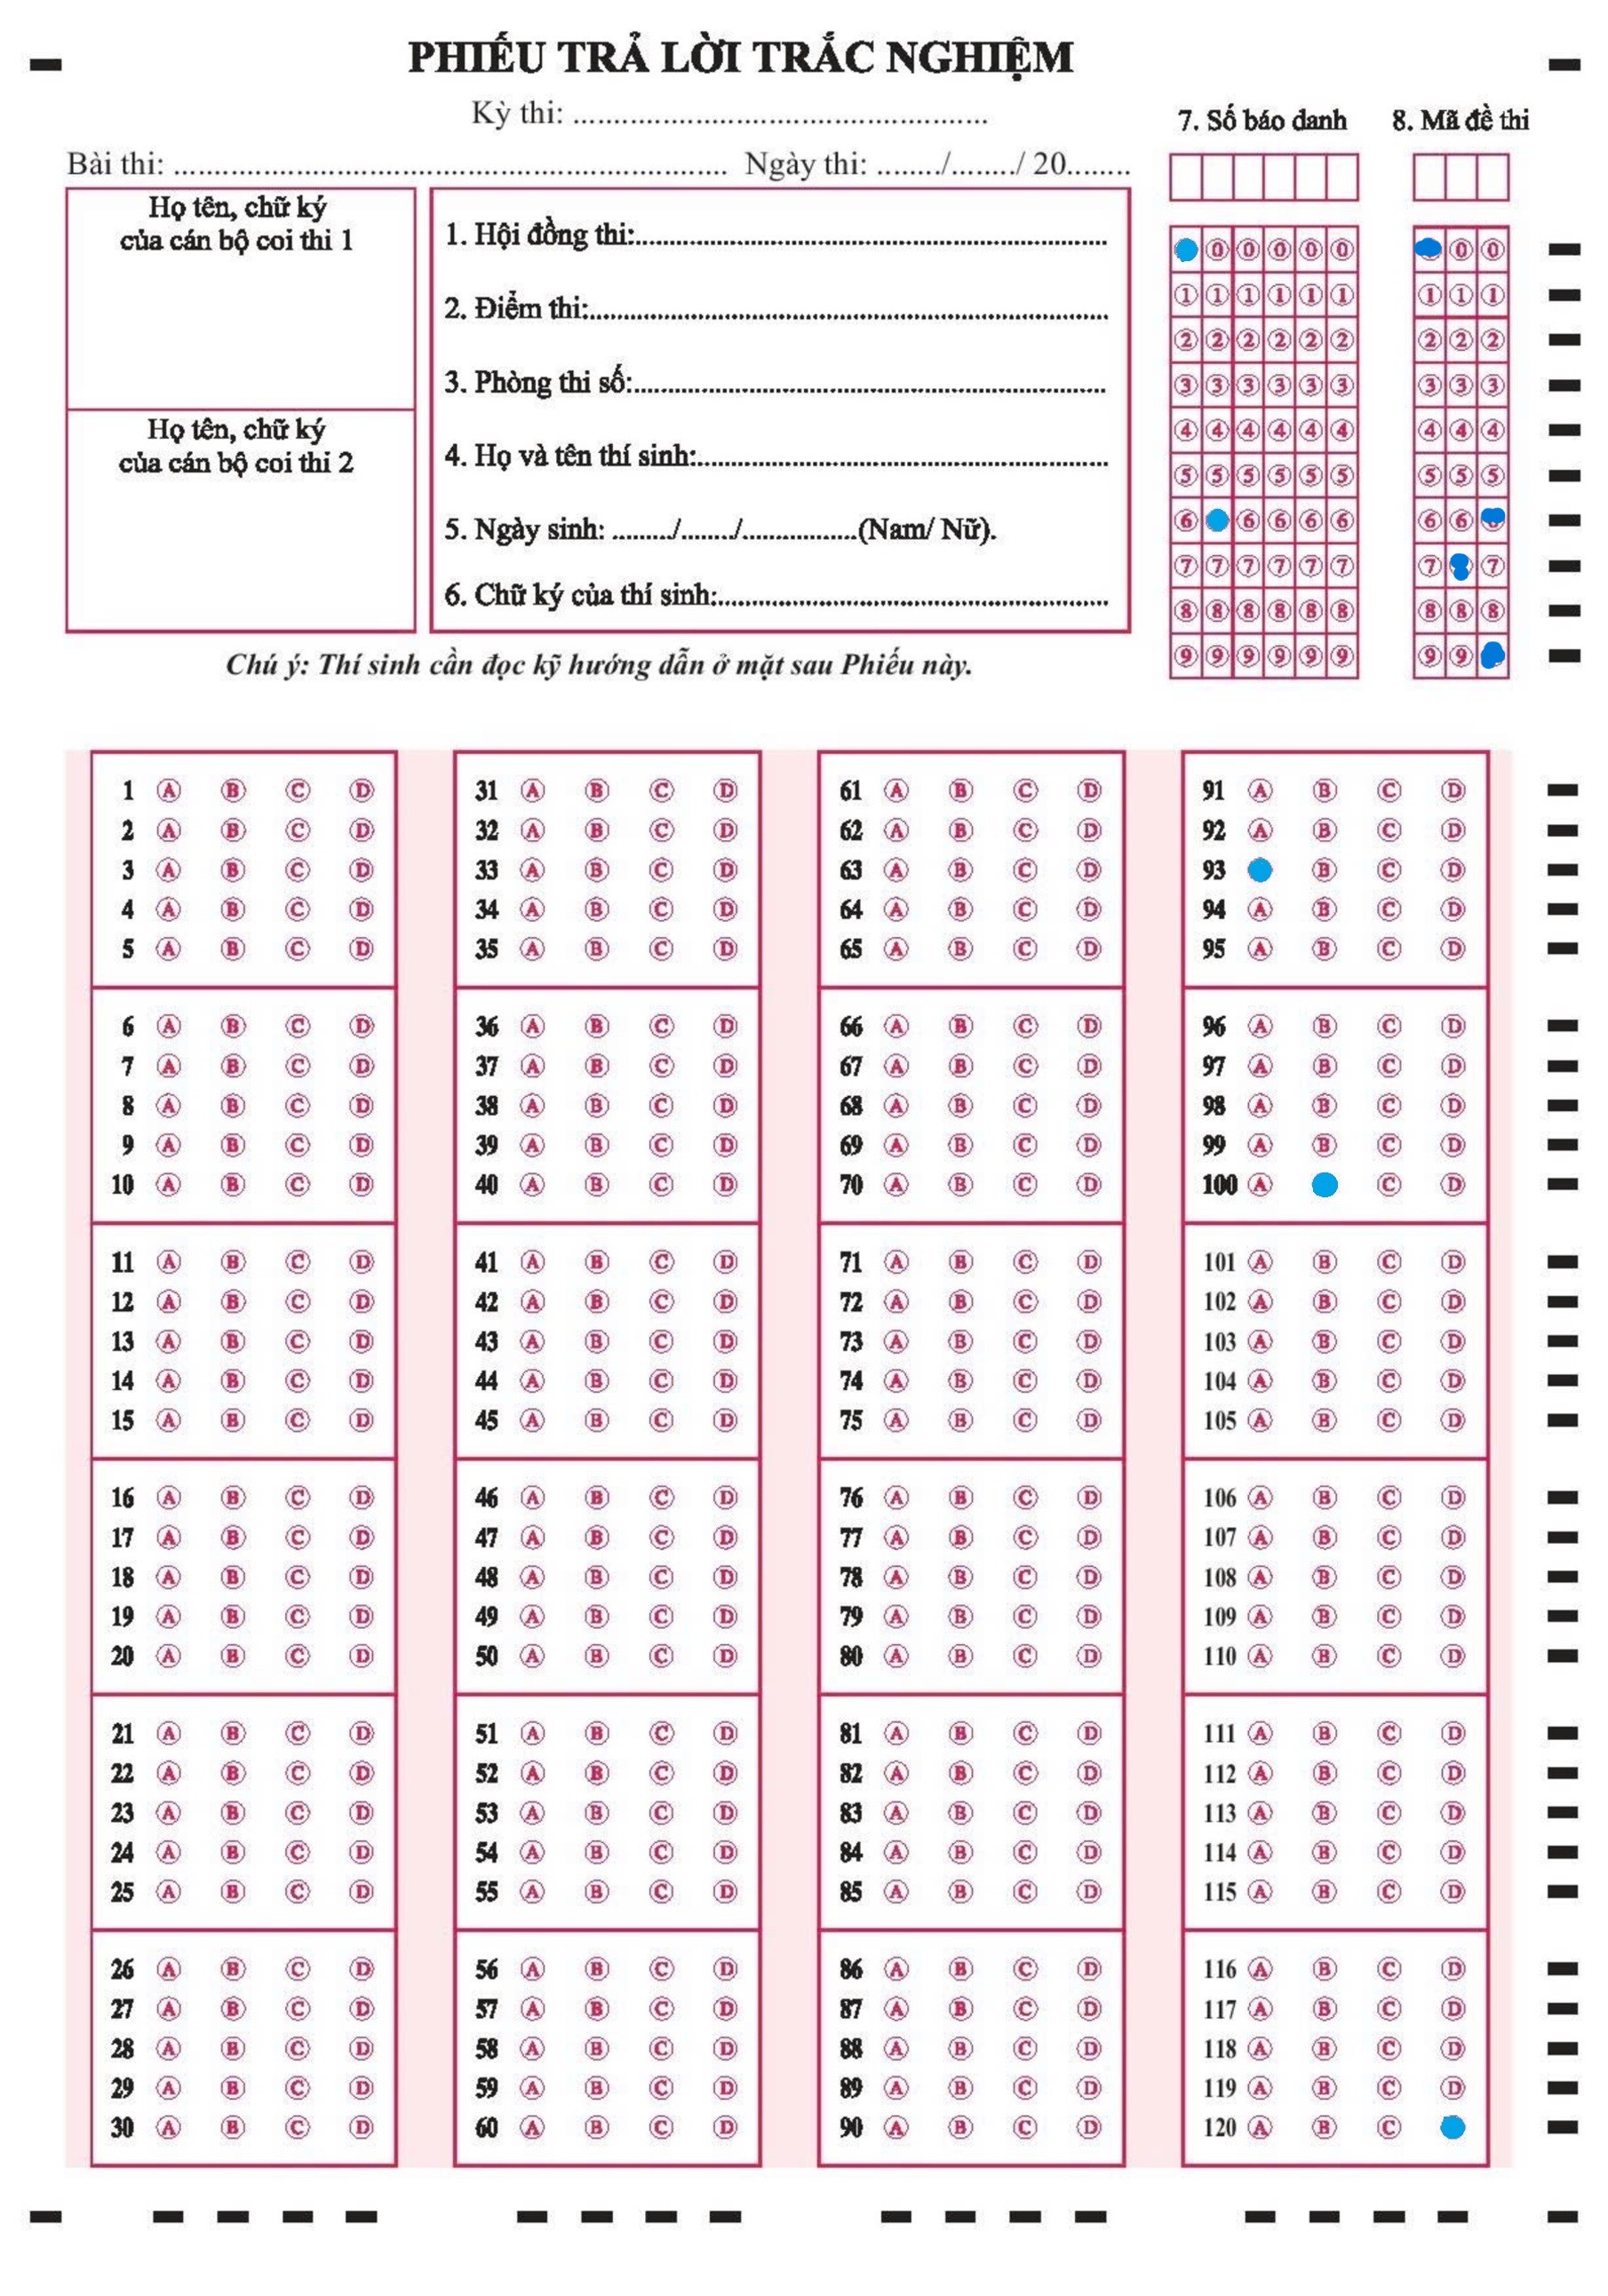 PHIẾU TRẢ LỜI TRẮC NGHIỆM
Kỳ thi: ....................................................
Bài thi: .................................................................... Ngày thi: ......../......../ 20........
7. Số báo danh 8. Mã đề thi
Họ tên, chữ ký
của cán bộ coi thi 1
Họ tên, chữ ký
của cán bộ coi thi 2
1. Hội đồng thi:...............................................................................
2. Điểm thi:.......................................................................................
3. Phòng thi số:...............................................................................
4. Họ và tên thí sinh:.....................................................................
5. Ngày sinh: ........./......../...................(Nam/ Nữ).
6. Chữ ký của thí sinh:.................................................................
Chú ý: Thí sinh cần đọc kỹ hướng dẫn ở mặt sau Phiếu này.
0 0 0 0 0 0 0
1 1 1 1 1 1 1 1 1
2 2 2 2 2 2 2 2 2
3 3 3 3 3 3 3 3 3
4 4 4 4 4 4 4 4 4
5 5 5 5 5 5 5 5 5
6 6 6 6 6 6 6
7 7 7 7 7 7 7 7
8 8 8 8 8 8 8 8 8
9 9 9 9 9 9 9 9
1 A B C D 31 A B C D 61 A B C D 91 A B C D
2 A B C D 32 A B C D 62 A B C D 92 A B C D
3 A B C D 33 A B C D 63 A B C D 93 B C D
4 A B C D 34 A B C D 64 A B C D 94 A B C D
5 A B C D 35 A B C D 65 A B C D 95 A B C D
6 A B C D 36 A B C D 66 A B C D 96 A B C D
7 A B C D 37 A B C D 67 A B C D 97 A B C D
8 A B C D 38 A B C D 68 A B C D 98 A B C D
9 A B C D 39 A B C D 69 A B C D 99 A B C D
10 A B C D 40 A B C D 70 A B C D 100 A C D
11 A B C D 41 A B C D 71 A B C D 101 A B C D
12 A B C D 42 A B C D 72 A B C D 102 A B C D
13 A B C D 43 A B C D 73 A B C D 103 A B C D
14 A B C D 44 A B C D 74 A B C D 104 A B C D
15 A B C D 45 A B C D 75 A B C D 105 A B C D
16 A B C D 46 A B C D 76 A B C D 106 A B C D
17 A B C D 47 A B C D 77 A B C D 107 A B C D
18 A B C D 48 A B C D 78 A B C D 108 A B C D
19 A B C D 49 A B C D 79 A B C D 109 A B C D
20 A B C D 50 A B C D 80 A B C D 110 A B C D
21 A B C D 51 A B C D 81 A B C D 111 A B C D
22 A B C D 52 A B C D 82 A B C D 112 A B C D
23 A B C D 53 A B C D 83 A B C D 113 A B C D
24 A B C D 54 A B C D 84 A B C D 114 A B C D
25 A B C D 55 A B C D 85 A B C D 115 A B C D
26 A B C D 56 A B C D 86 A B C D 116 A B C D
27 A B C D 57 A B C D 87 A B C D 117 A B C D
28 A B C D 58 A B C D 88 A B C D 118 A B C D
29 A B C D 59 A B C D 89 A B C D 119 A B C D
30 A B C D 60 A B C D 90 A B C D 120 A B C